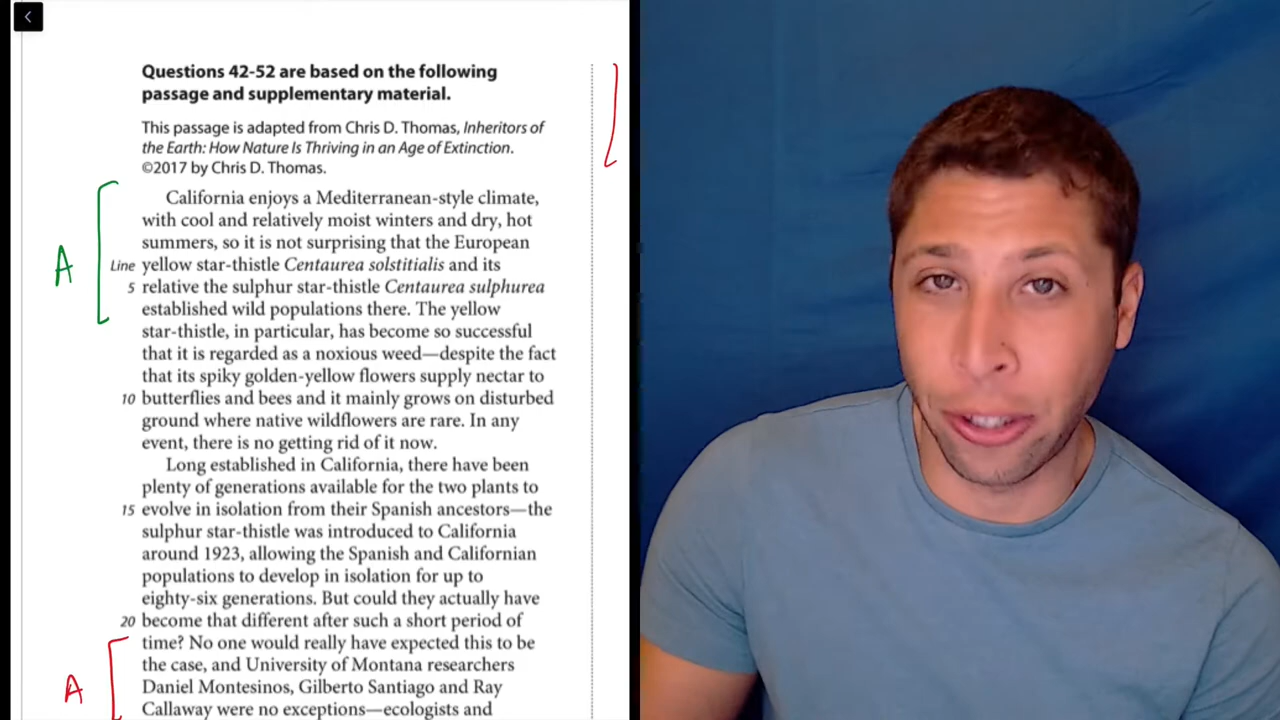 Questions 42-52 are based on the following
passage and supplementary material.
This passage is adapted from Chris D. Thomas, Inheritors of
the Earth: How Nature Is Thriving in an Age of Extinction.
©2017 by Chris D. Thomas.
California enjoys a Mediterranean-style climate,
with cool and relatively moist winters and dry, hot
summers, so it is not surprising that the European
Line yellow star-thistle Centaurea solstitialis and its
5 relative the sulphur star-thistle Centaurea sulphurea
established wild populations there. The yellow
star-thistle, in particular, has become so successful
that it is regarded as a noxious weed—despite the fact
that its spiky golden-yellow flowers supply nectar to
10 butterflies and bees and it mainly grows on disturbed
ground where native wildflowers are rare. In any
event, there is no getting rid of it now.
Long established in California, there have been
plenty of generations available for the two plants to
15 evolve in isolation from their Spanish ancestors—the
sulphur star-thistle was introduced to California
around 1923, allowing the Spanish and Californian
populations to develop in isolation for up to
eighty-six generations. But could they actually have
20 become that different after such a short period of
time? No one would really have expected this to be
the case, and University of Montana researchers
Daniel Montesinos, Gilberto Santiago and Ray
Callaway were no exceptions—ecologists and
A
A